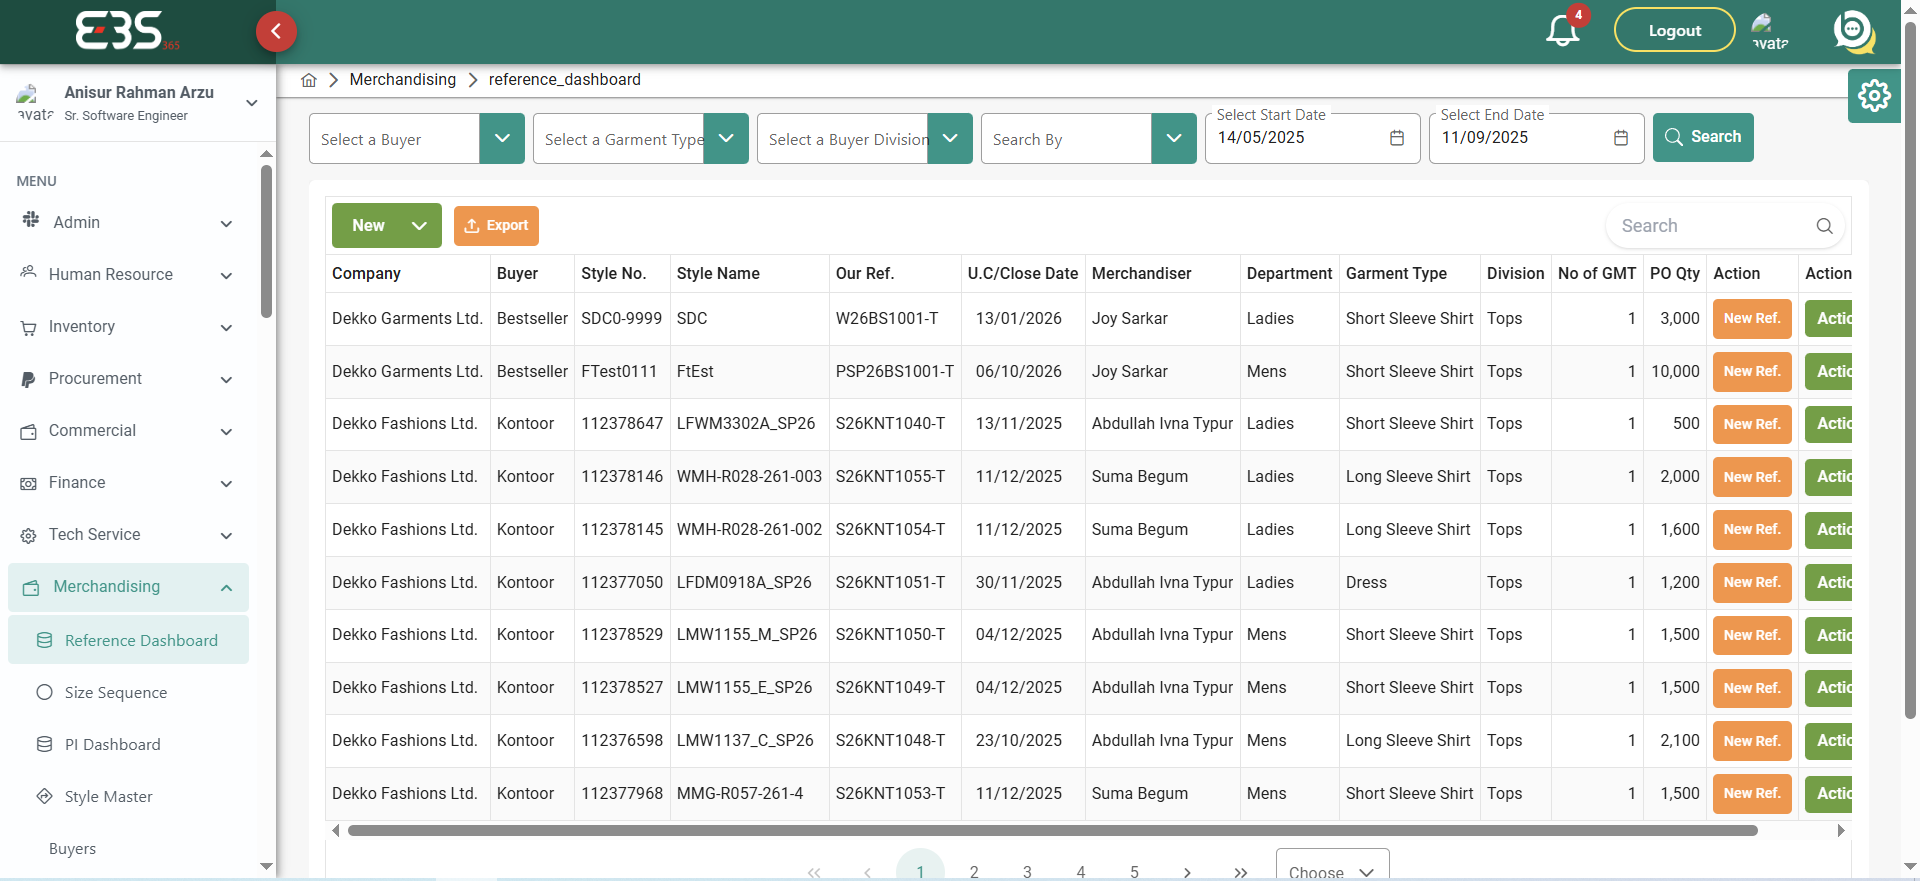 E3S 365
4
Logout
avata
Anisur Rahman Arzu
Sr. Software Engineer
avata
Merchandising
reference_dashboard
Select a Buyer
Select a Garment Type
Select a Buyer Division
Search By
Select Start Date
14/05/2025
Select End Date
11/09/2025
Search
MENU
Admin
Human Resource
Inventory
Procurement
Commercial
Finance
Tech Service
Merchandising
Reference Dashboard
Size Sequence
PI Dashboard
Style Master
Buyers
New
Export
Search
Company Buyer Style No. Style Name Our Ref. U.C/Close Date Merchandiser Department Garment Type Division No of GMT PO Qty Action Action
Dekko Garments Ltd. Bestseller SDC0-9999 SDC W26BS1001-T 13/01/2026 Joy Sarkar Ladies Short Sleeve Shirt Tops 1 3,000 New Ref. Actio
Dekko Garments Ltd. Bestseller FTest0111 FtEst PSP26BS1001-T 06/10/2026 Joy Sarkar Mens Short Sleeve Shirt Tops 1 10,000 New Ref. Actio
Dekko Fashions Ltd. Kontoor 112378647 LFWM3302A_SP26 S26KNT1040-T 13/11/2025 Abdullah Ivna Typur Ladies Short Sleeve Shirt Tops 1 500 New Ref. Actio
Dekko Fashions Ltd. Kontoor 112378146 WMH-R028-261-003 S26KNT1055-T 11/12/2025 Suma Begum Ladies Long Sleeve Shirt Tops 1 2,000 New Ref. Actio
Dekko Fashions Ltd. Kontoor 112378145 WMH-R028-261-002 S26KNT1054-T 11/12/2025 Suma Begum Ladies Long Sleeve Shirt Tops 1 1,600 New Ref. Actio
Dekko Fashions Ltd. Kontoor 112377050 LFDM0918A_SP26 S26KNT1051-T 30/11/2025 Abdullah Ivna Typur Ladies Dress Tops 1 1,200 New Ref. Actio
Dekko Fashions Ltd. Kontoor 112378529 LMW1155_M_SP26 S26KNT1050-T 04/12/2025 Abdullah Ivna Typur Mens Short Sleeve Shirt Tops 1 1,500 New Ref. Actio
Dekko Fashions Ltd. Kontoor 112378527 LMW1155_E_SP26 S26KNT1049-T 04/12/2025 Abdullah Ivna Typur Mens Short Sleeve Shirt Tops 1 1,500 New Ref. Actio
Dekko Fashions Ltd. Kontoor 112376598 LMW1137_C_SP26 S26KNT1048-T 23/10/2025 Abdullah Ivna Typur Mens Long Sleeve Shirt Tops 1 2,100 New Ref. Actio
Dekko Fashions Ltd. Kontoor 112377968 MMG-R057-261-4 S26KNT1053-T 11/12/2025 Suma Begum Mens Short Sleeve Shirt Tops 1 1,500 New Ref. Actio
1 2 3 4 5
Choose